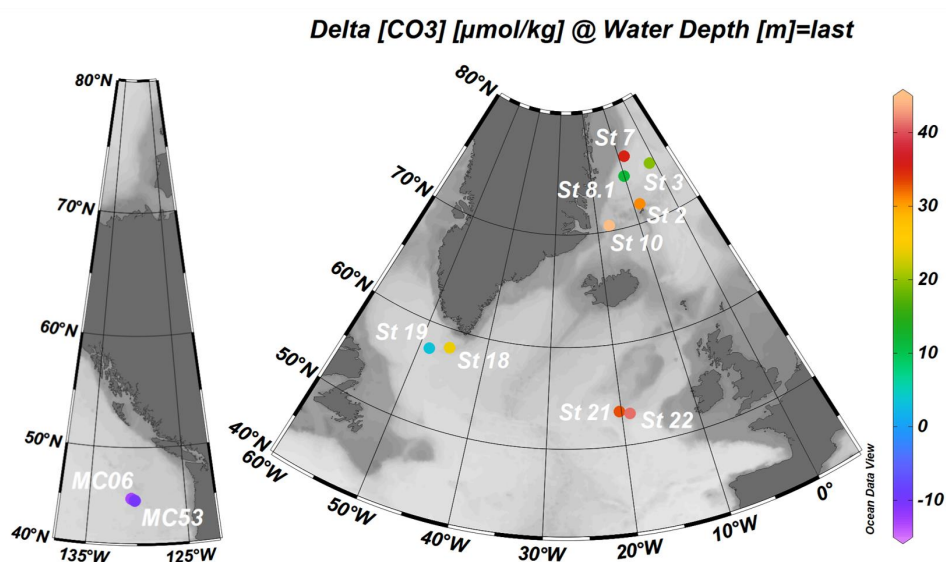 Delta [CO3] [µmol/kg] @ Water Depth [m]=last
80°N
70°N
60°N
50°N
40°N
135°W
125°W
MC06
MC53
80°N
70°N
60°N
50°N
40°N
60°W
50°W
40°W
30°W
20°W
10°W
0°
St 7
St 3
St 8.1
St 2
St 10
St 19
St 18
St 21
St 22
40
30
20
10
0
-10
Ocean Data View